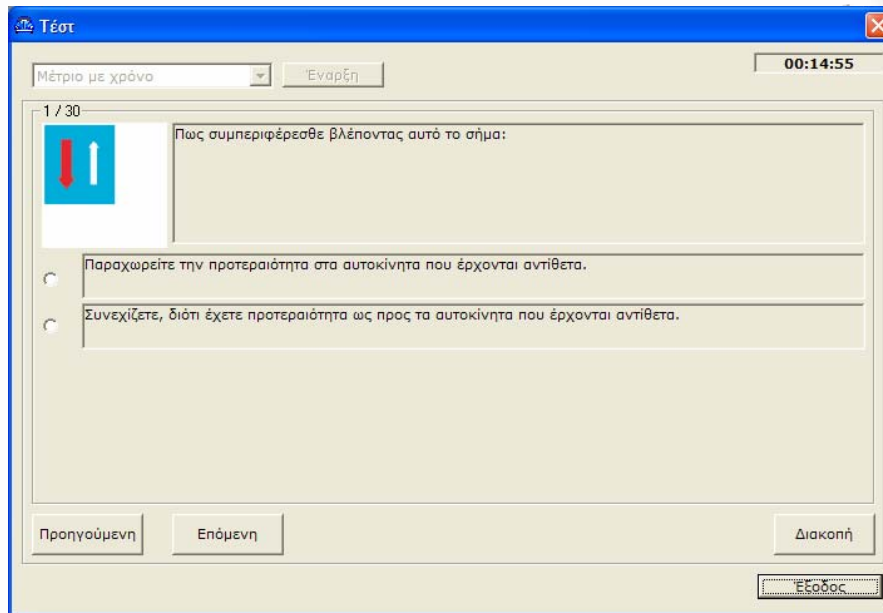 Τέστ
Μέτριο με χρόνο
Έναρξη
00:14:55
1 / 30
Πως συμπεριφέρεσθε βλέποντας αυτό το σήμα:
Παραχωρείτε την προτεραιότητα στα αυτοκίνητα που έρχονται αντίθετα.
Συνεχίζετε, διότι έχετε προτεραιότητα ως προς τα αυτοκίνητα που έρχονται αντίθετα.
Προηγούμενη
Επόμενη
Διακοπή
Έξοδος